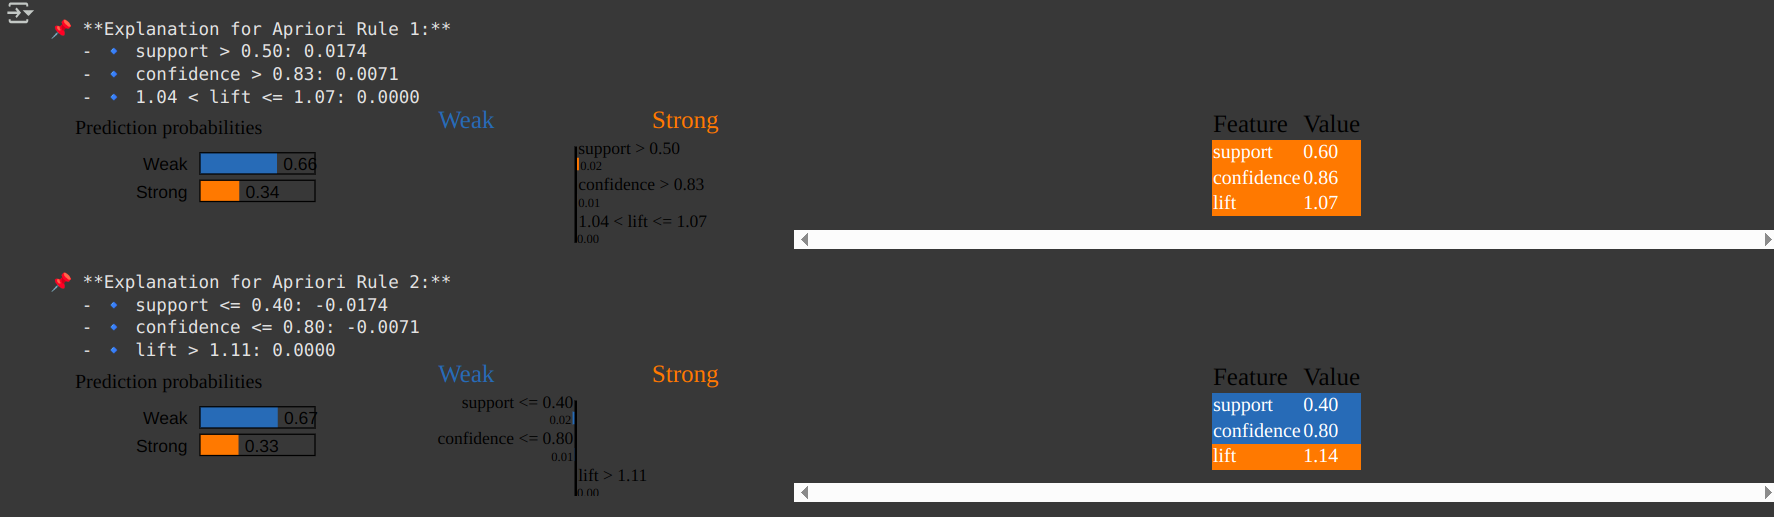 📌 **Explanation for Apriori Rule 1:**
- 🔹 support > 0.50: 0.0174
- 🔹 confidence > 0.83: 0.0071
- 🔹 1.04 < lift <= 1.07: 0.0000
Prediction probabilities
Weak 0.66
Strong 0.34
Weak Strong
support > 0.50
0.02
confidence > 0.83
0.01
1.04 < lift <= 1.07
0.00
Feature Value
support 0.60
confidence 0.86
lift 1.07
📌 **Explanation for Apriori Rule 2:**
- 🔹 support <= 0.40: -0.0174
- 🔹 confidence <= 0.80: -0.0071
- 🔹 lift > 1.11: 0.0000
Prediction probabilities
Weak 0.67
Strong 0.33
Weak Strong
support <= 0.40
0.02
confidence <= 0.80
0.01
lift > 1.11
0.00
Feature Value
support 0.40
confidence 0.80
lift 1.14